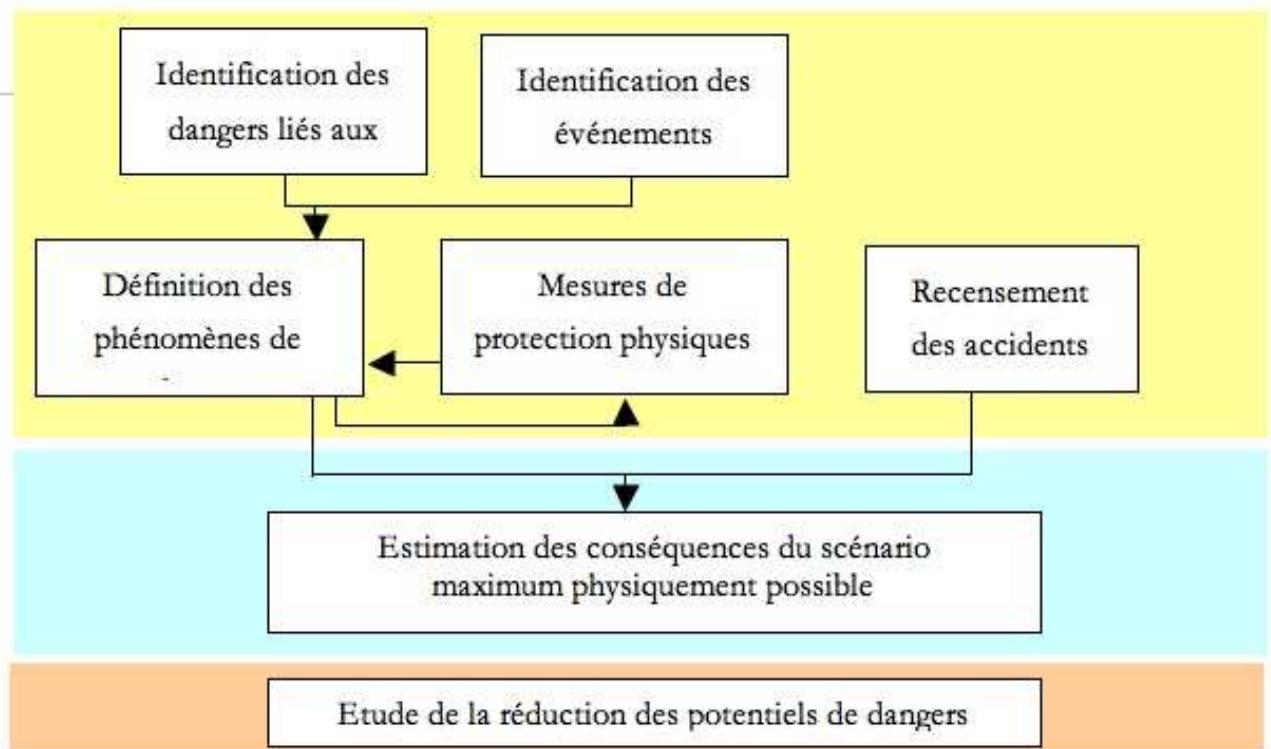 Identification des
dangers liés aux
Identification des
événements
Définition des
phénomènes de
Mesures de
protection physiques
Recensement
des accidents
Estimation des conséquences du scénario
maximum physiquement possible
Etude de la réduction des potentiels de dangers